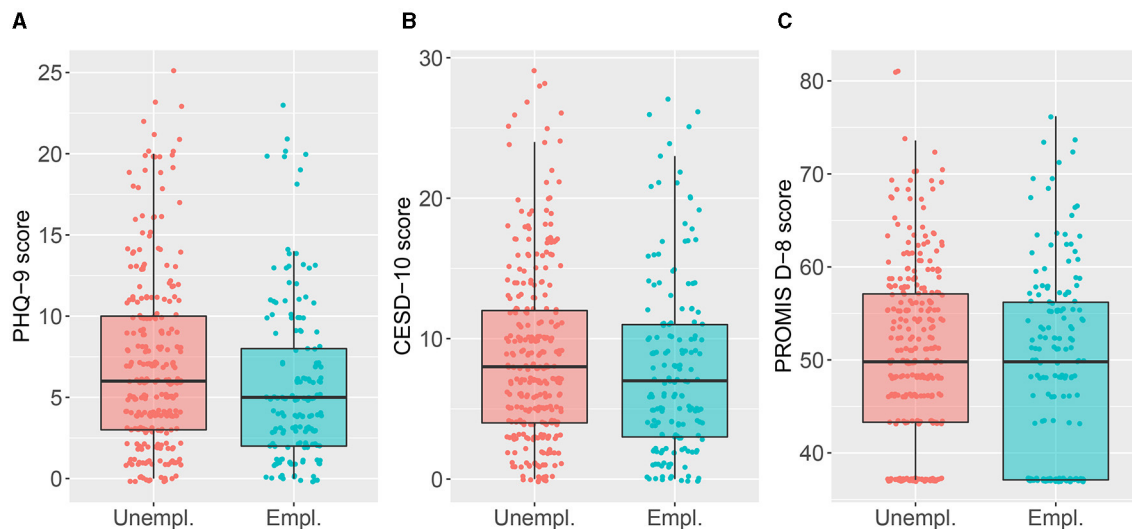 A
PHQ−9 score
25
20
15
10
5
0
Unempl.
Empl.
B
CESD−10 score
30
20
10
0
Unempl.
Empl.
C
PROMIS D−8 score
80
70
60
50
40
Unempl.
Empl.